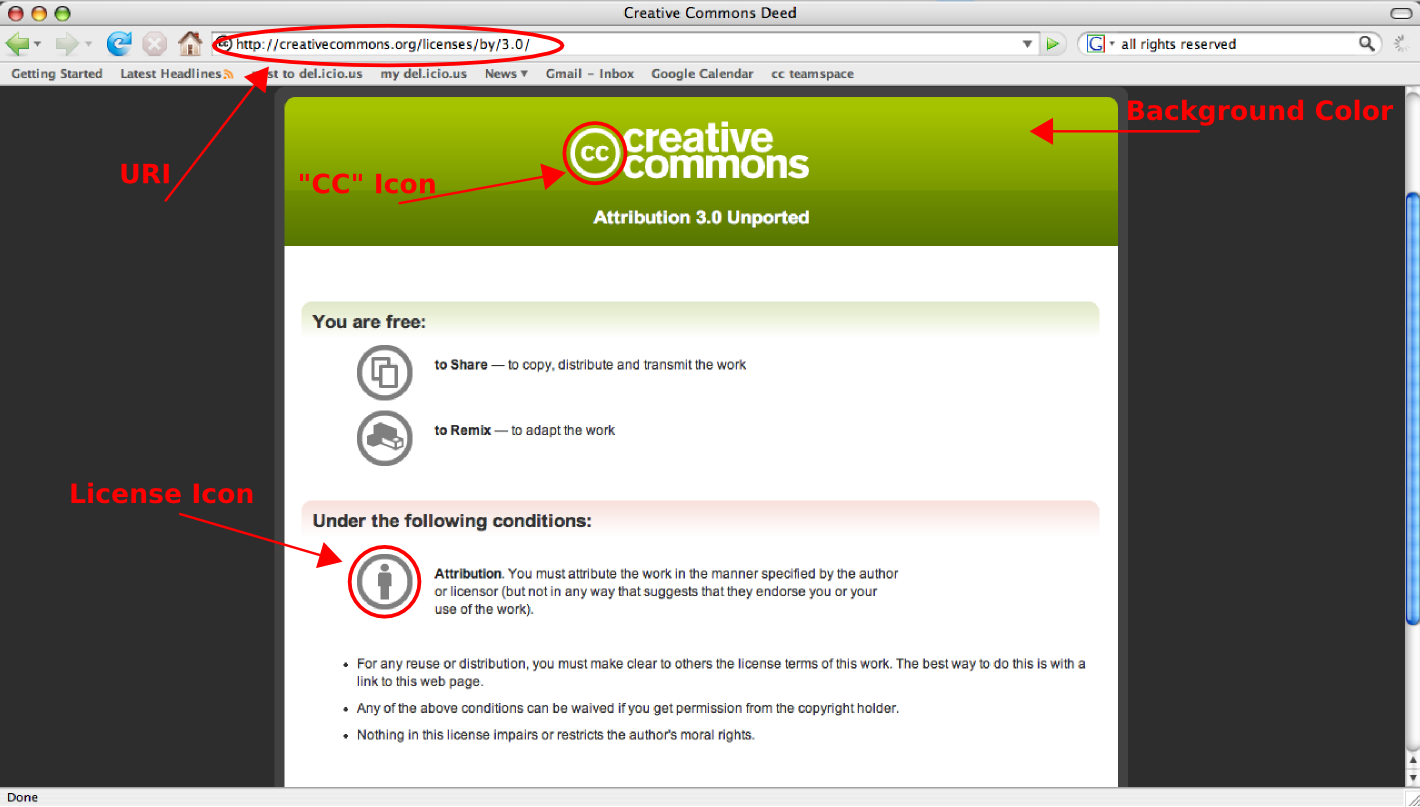 Creative Commons Deed
http://creativecommons.org/licenses/by/3.0/
G all rights reserved
Getting Started Latest Headlines st to del.icio.us my del.icio.us News Gmail – Inbox Google Calendar cc teamspace
Background Color
URI
"CC" Icon
cc creative
commons
Attribution 3.0 Unported
You are free:
to Share — to copy, distribute and transmit the work
to Remix — to adapt the work
License Icon
Under the following conditions:
Attribution. You must attribute the work in the manner specified by the author
or licensor (but not in any way that suggests that they endorse you or your
use of the work).
• For any reuse or distribution, you must make clear to others the license terms of this work. The best way to do this is with a
link to this web page.
• Any of the above conditions can be waived if you get permission from the copyright holder.
• Nothing in this license impairs or restricts the author's moral rights.
Done